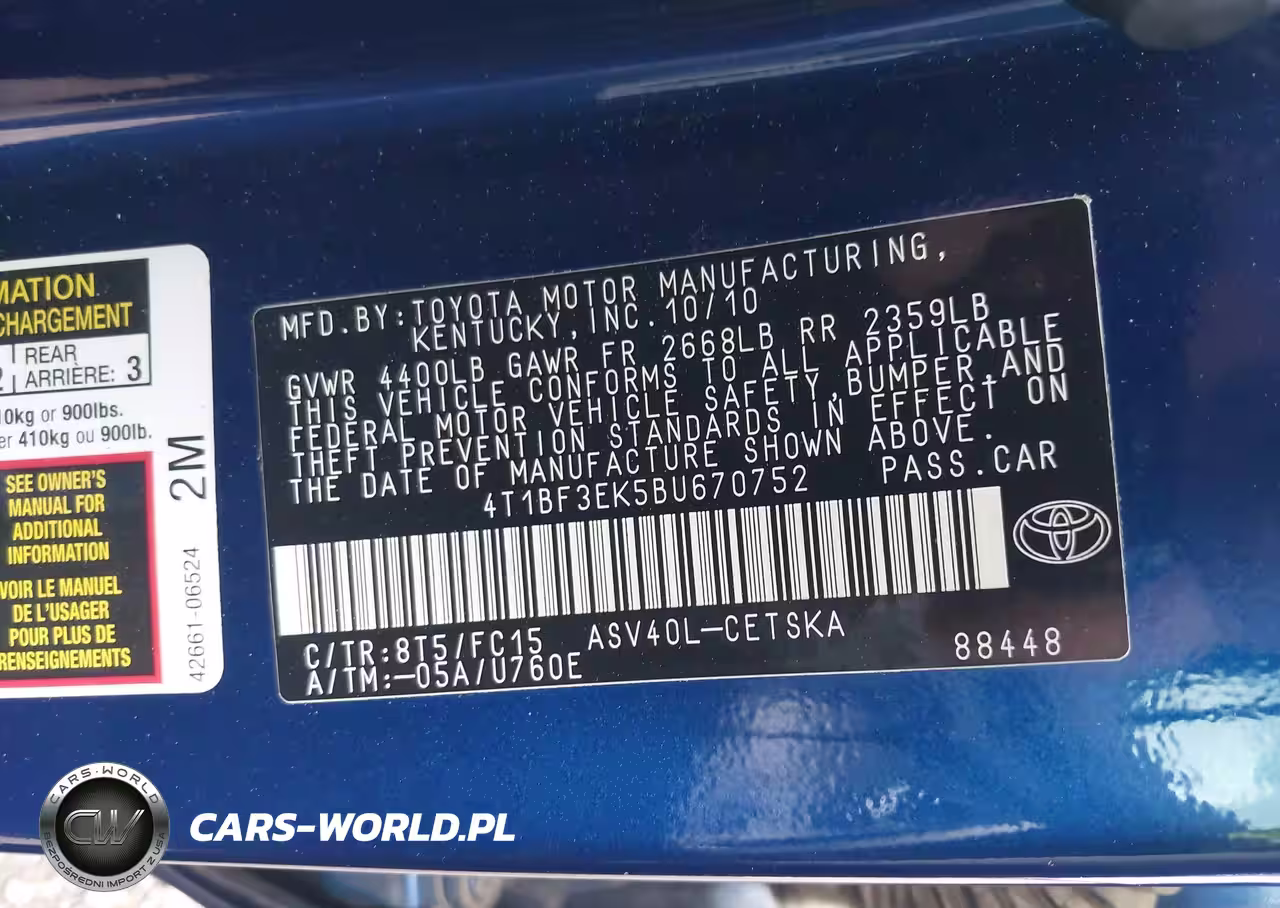 MATION
CHARGEMENT
REAR
ARRIÈRE: 3
10kg or 900lbs.
er 410kg ou 900lb.
SEE OWNER'S
MANUAL FOR
ADDITIONAL
INFORMATION
VOIR LE MANUEL
DE L'USAGER
POUR PLUS DE
RENSEIGNEMENTS
2M
42661-06524
MFD.BY:TOYOTA MOTOR MANUFACTURING,
KENTUCKY,INC.10/10
GVWR 4400LB GAWR FR 2668LB RR 2359LB
THIS VEHICLE CONFORMS TO ALL APPLICABLE
FEDERAL MOTOR VEHICLE SAFETY,BUMPER,AND
THEFT PREVENTION STANDARDS IN EFFECT ON
THE DATE OF MANUFACTURE SHOWN ABOVE.
4T1BF3EK5BU670752 PASS.CAR
C/TR:8T5/FC15 ASV40L-CETSKA
A/TM:-05A/U760E 88448
CARS-WORLD
CW
BEZPOŚREDNI IMPORT Z USA
CARS-WORLD.PL